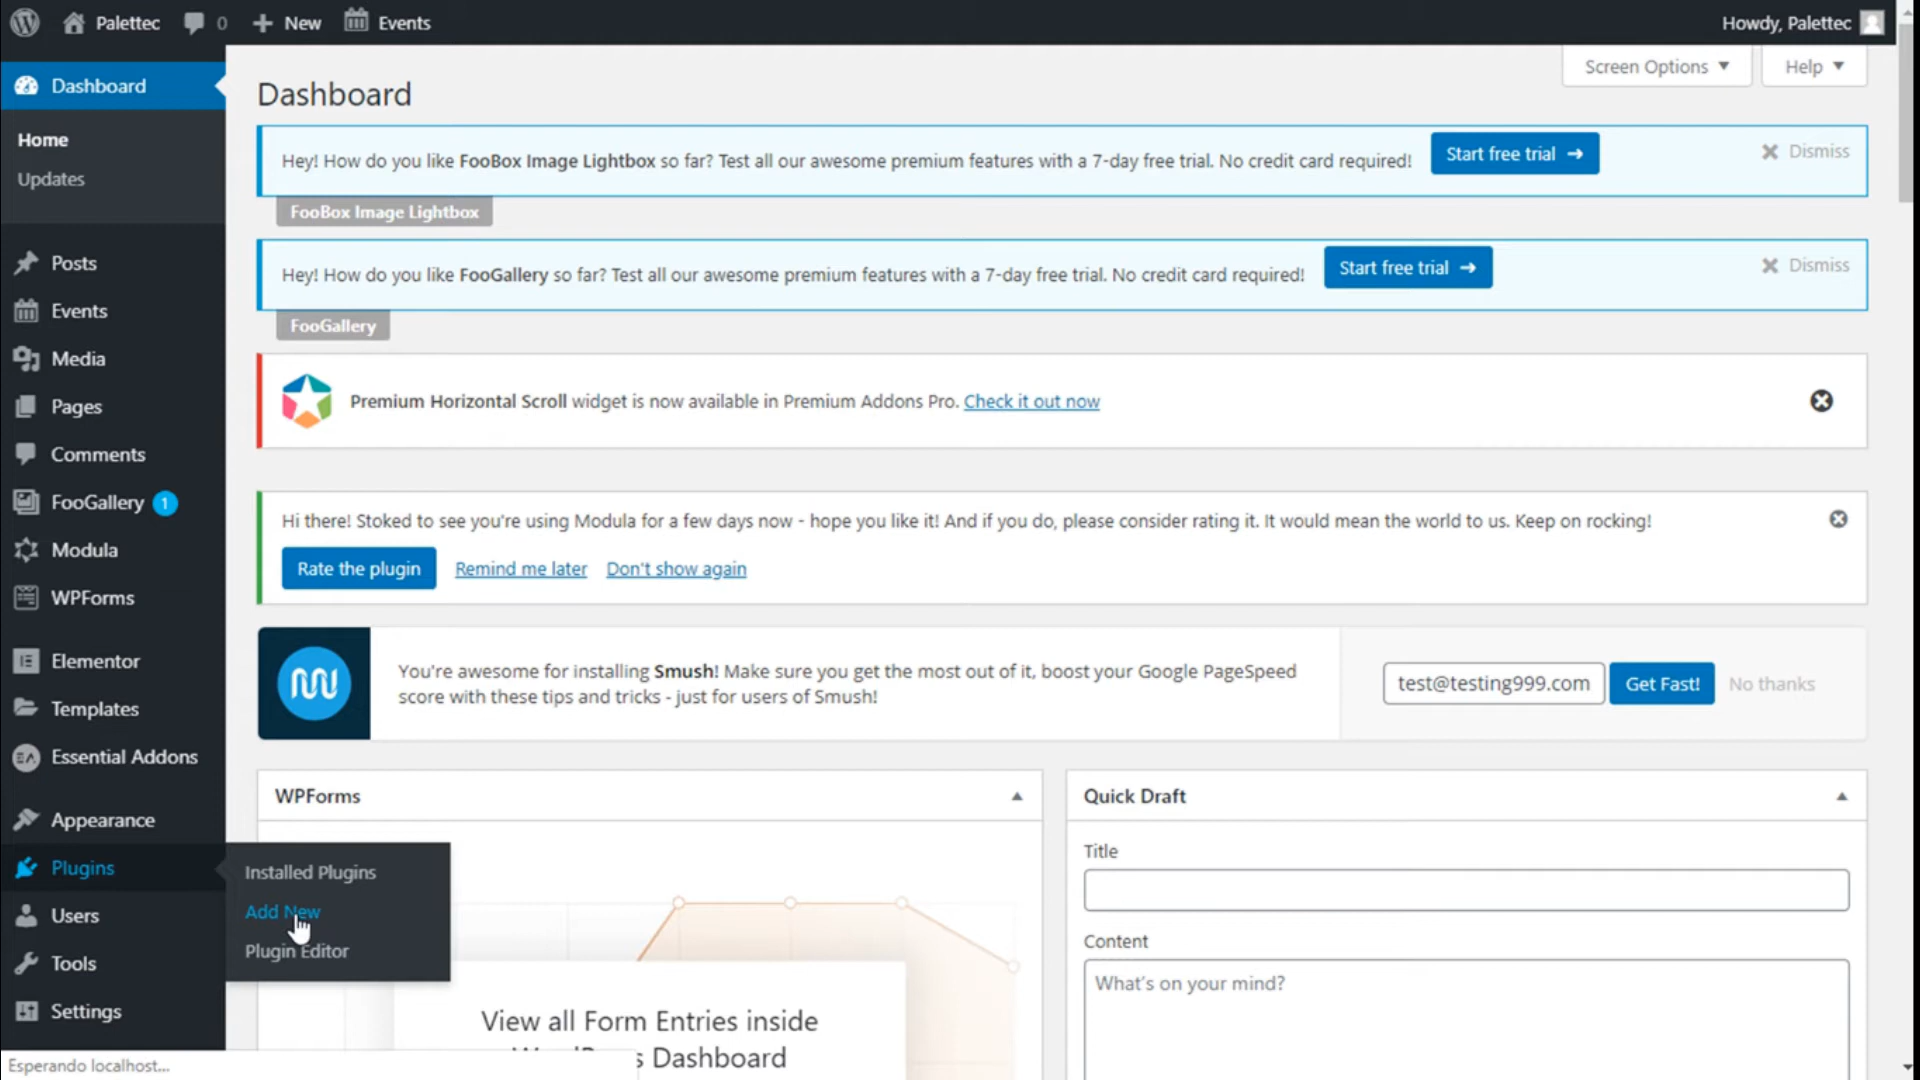 Palettec 0 New Events Howdy, Palettec
Screen Options Help
Dashboard
Home
Updates
Posts
Events
Media
Pages
Comments
FooGallery 1
Modula
WPForms
Elementor
Templates
Essential Addons
Appearance
Plugins
Users
Tools
Settings
Installed Plugins
Add New
Plugin Editor
Dashboard
Hey! How do you like FooBox Image Lightbox so far? Test all our awesome premium features with a 7-day free trial. No credit card required! Start free trial → Dismiss
FooBox Image Lightbox
Hey! How do you like FooGallery so far? Test all our awesome premium features with a 7-day free trial. No credit card required! Start free trial → Dismiss
FooGallery
Premium Horizontal Scroll widget is now available in Premium Addons Pro. Check it out now
Hi there! Stoked to see you're using Modula for a few days now - hope you like it! And if you do, please consider rating it. It would mean the world to us. Keep on rocking!
Rate the plugin Remind me later Don't show again
You're awesome for installing Smush! Make sure you get the most out of it, boost your Google PageSpeed
score with these tips and tricks - just for users of Smush!
test@testing999.com Get Fast! No thanks
WPForms
View all Form Entries inside
Dashboard
Quick Draft
Title
Content
What's on your mind?
Esperando localhost...